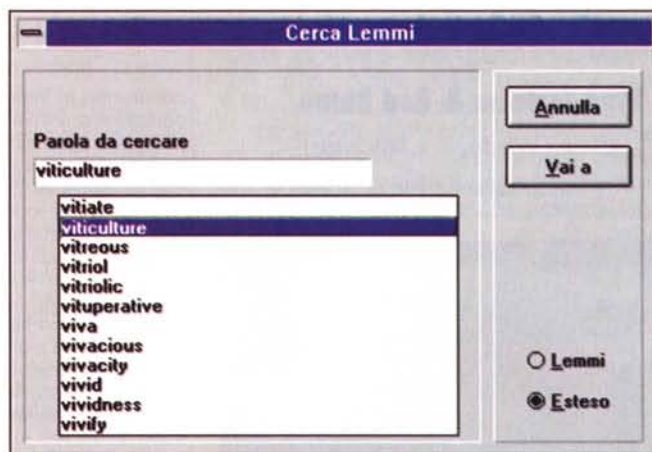 Cerca Lemmi
Parola da cercare
viticulture
vitiate
viticulture
vitreous
vitriol
vitriolic
vituperative
viva
vivacious
vivacity
vivid
vividness
vivify
Annulla
Vai a
Lemmi
Esteso